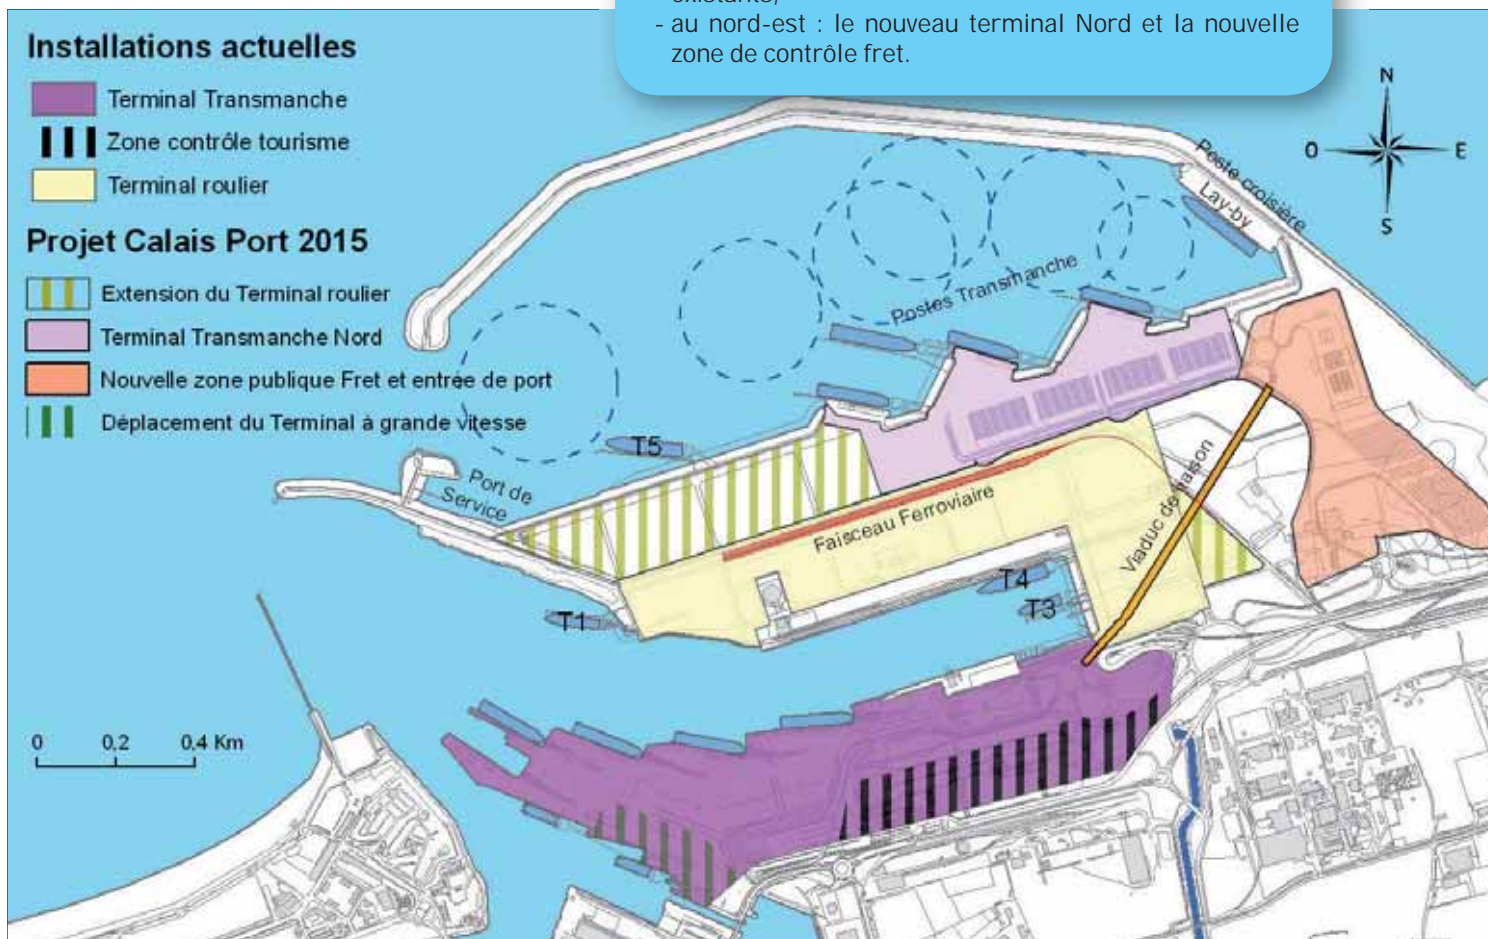 - au nord-est : le nouveau terminal Nord et la nouvelle
zone de contrôle fret.
Installations actuelles
Terminal Transmanche
Zone contrôle tourisme
Terminal roulier
Projet Calais Port 2015
Extension du Terminal roulier
Terminal Transmanche Nord
Nouvelle zone publique Fret et entrée de port
Déplacement du Terminal à grande vitesse
N
O
E
S
Poste croisière
Lay-by
Postes Transmanche
T5
Port de
Service
Faisceau Ferroviaire
Viaduc de liaison
T4
T3
T1
0
0,2
0,4 Km